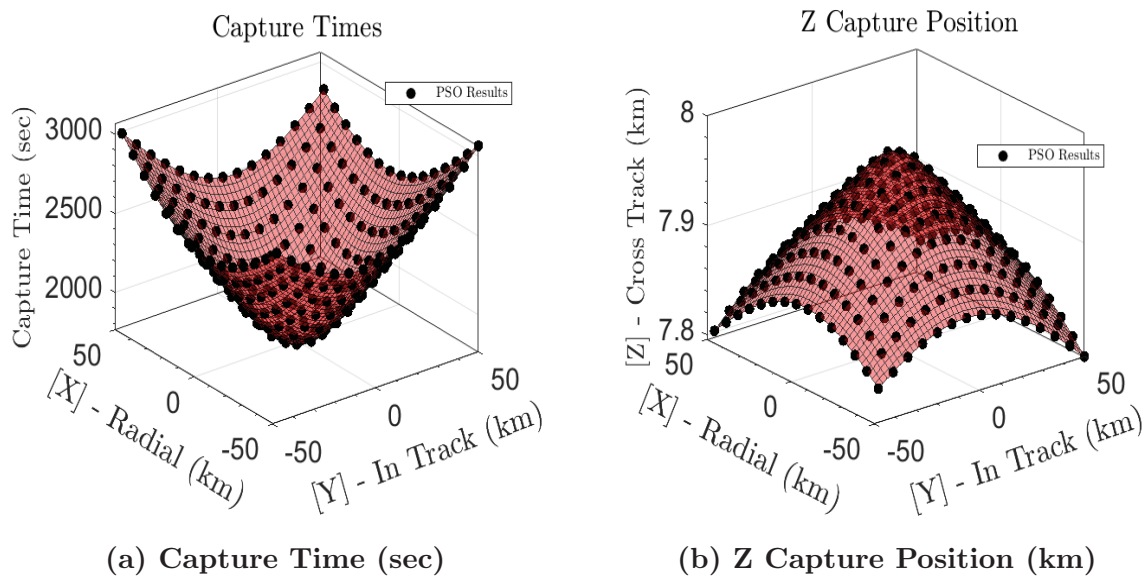 Capture Times
PSO Results
Capture Time (sec)
3000
2500
2000
50
0
-50
[X] - Radial (km)
-50
0
50
[Y] - In Track (km)
(a) Capture Time (sec)
Z Capture Position
PSO Results
[Z] - Cross Track (km)
8
7.9
7.8
50
0
-50
[X] - Radial (km)
-50
0
50
[Y] - In Track (km)
(b) Z Capture Position (km)